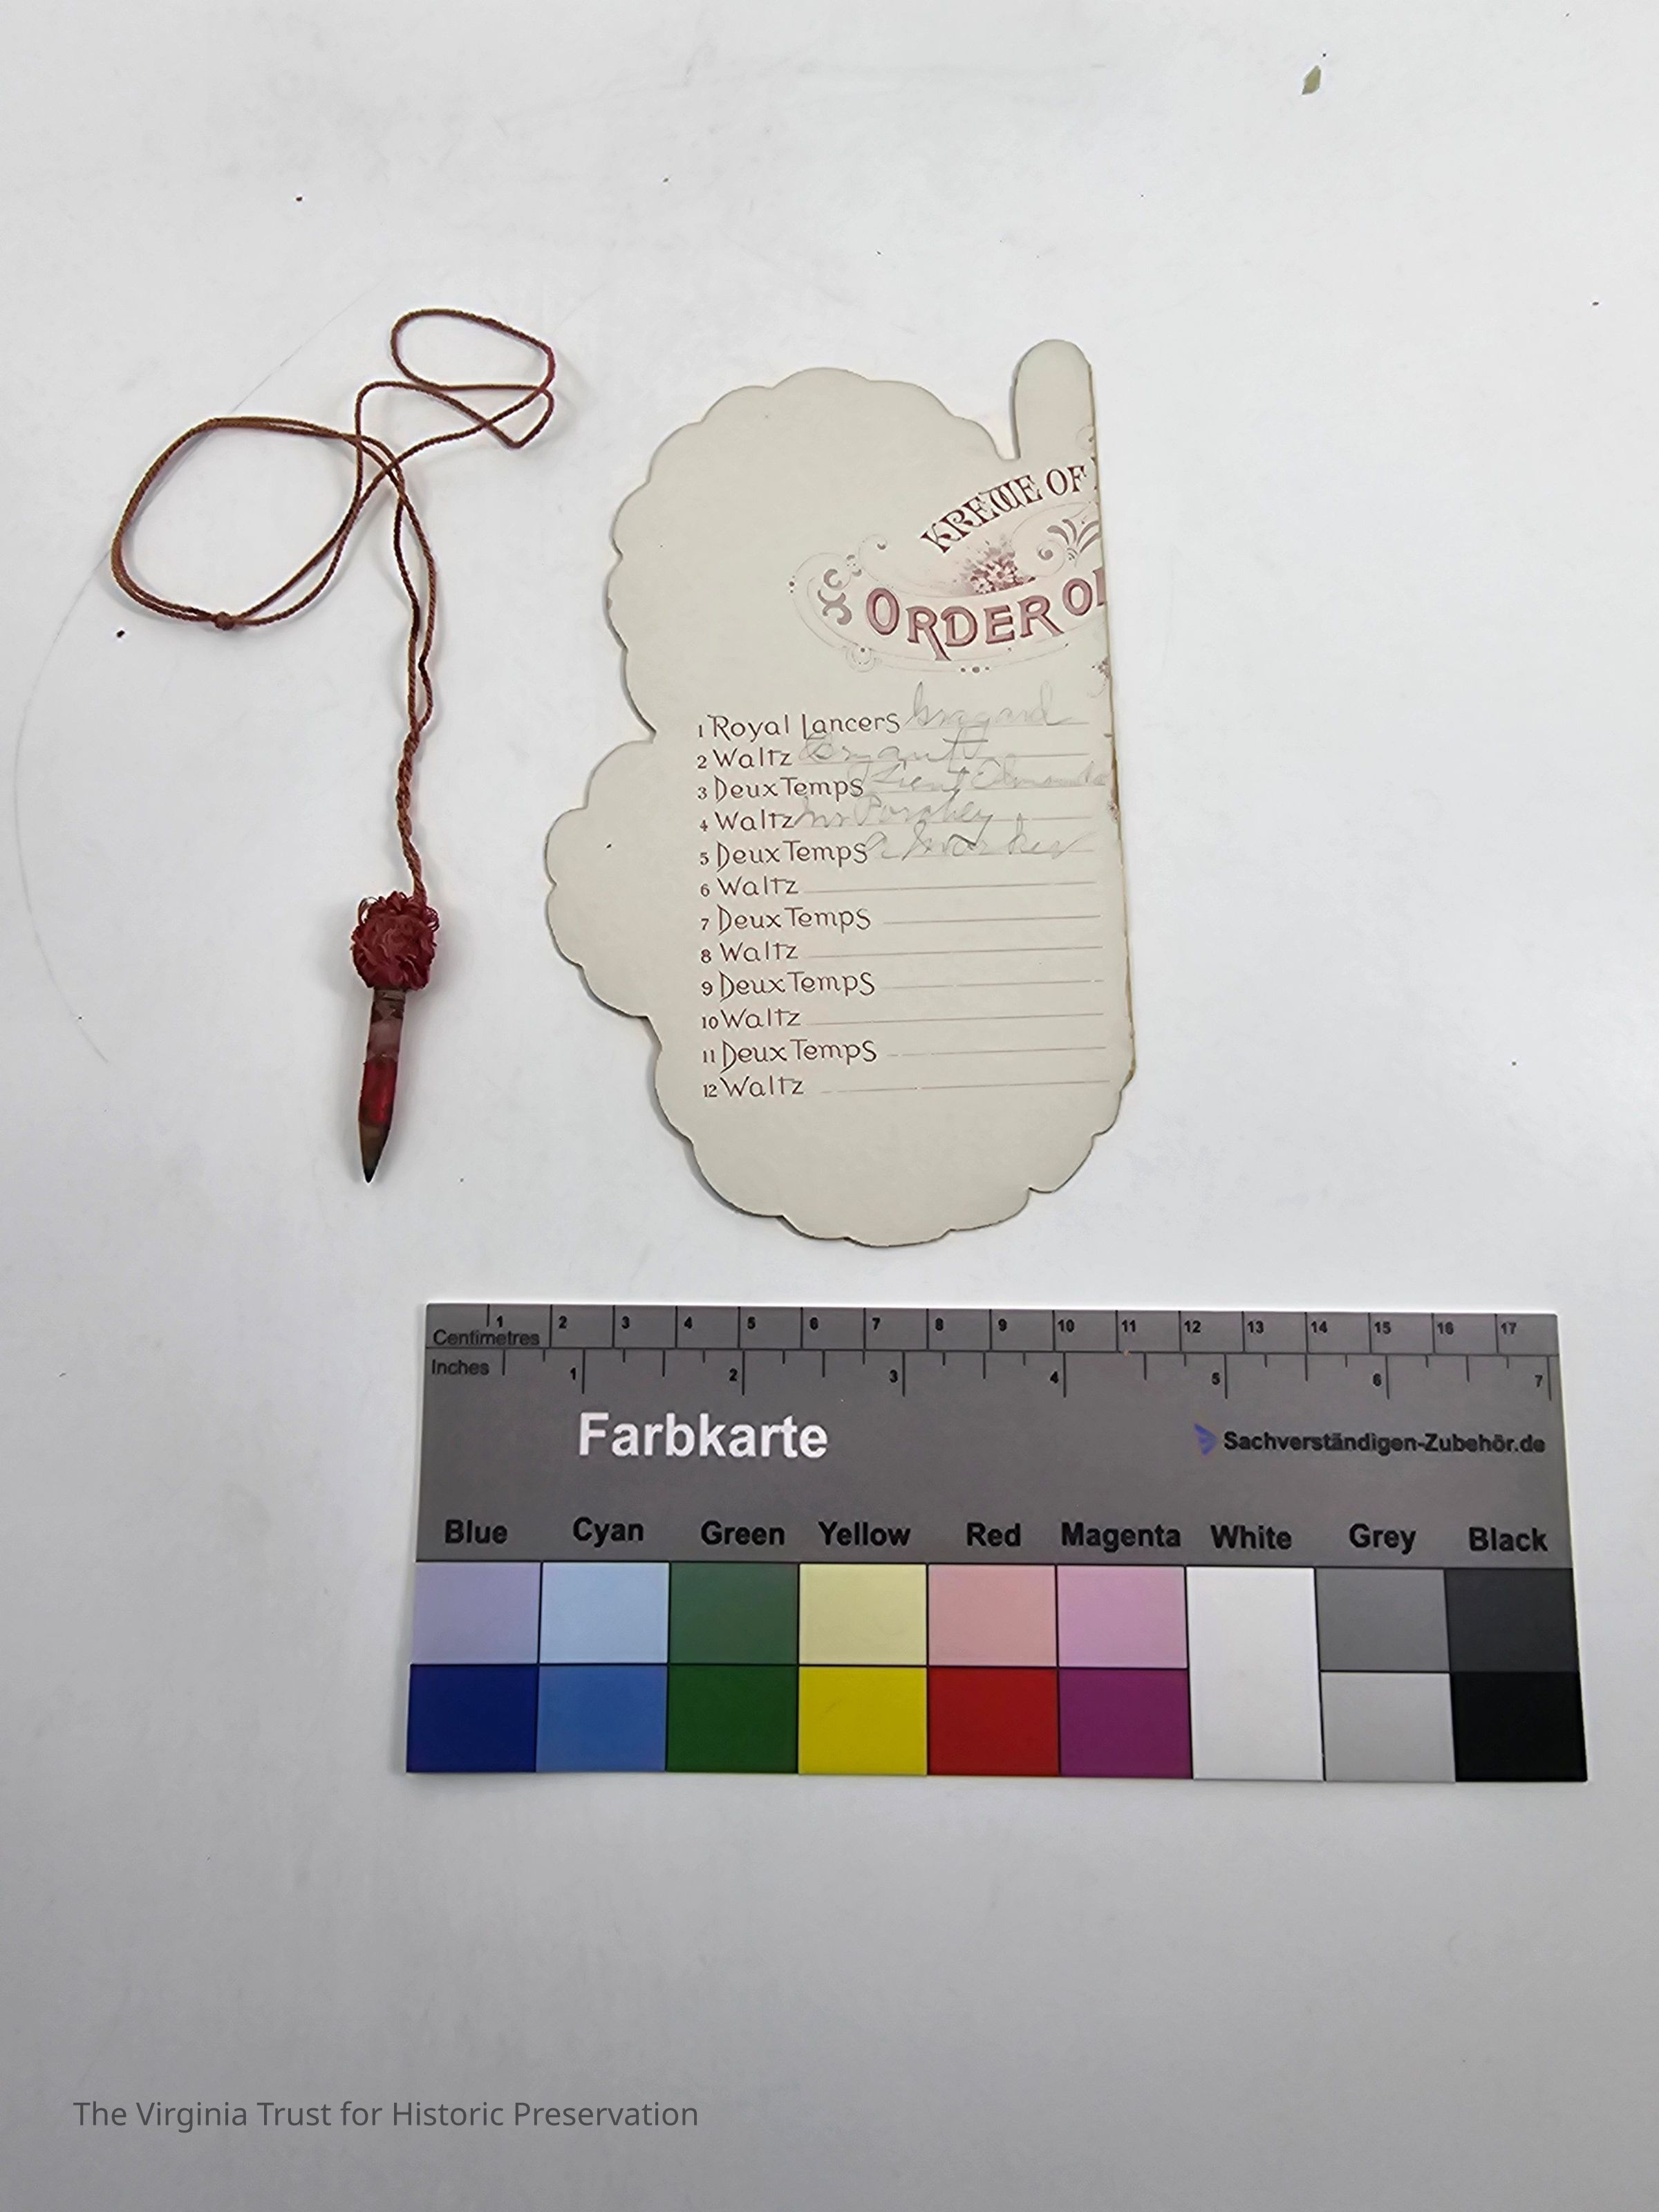 KREWE OF
ORDER O
1 Royal Lancers
2 Waltz Bryant
3 Deux Temps Lieut
4 Waltz Mr
5 Deux Temps A
6 Waltz
7 Deux Temps
8 Waltz
9 Deux Temps
10 Waltz
11 Deux Temps
12 Waltz
1 2 3 4 5 6 7 8 9 10 11 12 13 14 15 16 17
Centimetres
Inches
1 2 3 4 5 6 7
Farbkarte
Sachverständigen-Zubehör.de
Blue Cyan Green Yellow Red Magenta White Grey Black
The Virginia Trust for Historic Preservation